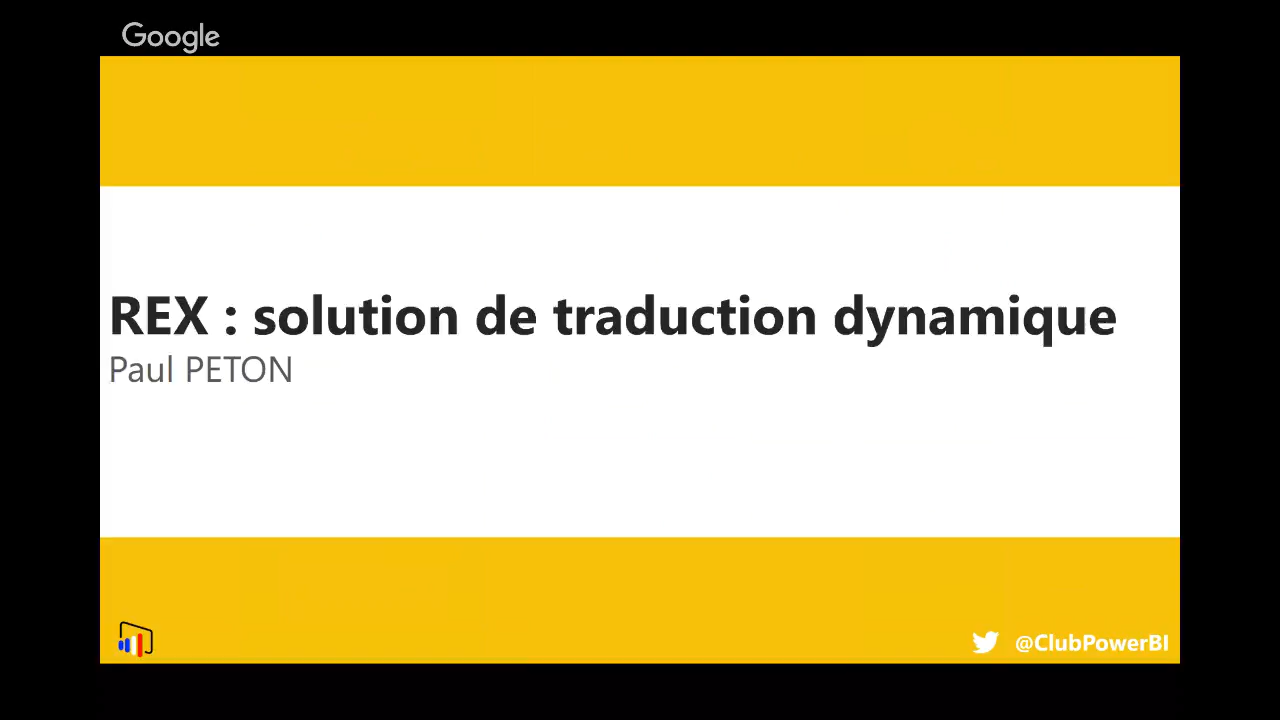 Google
REX : solution de traduction dynamique
Paul PETON
@ClubPowerBI